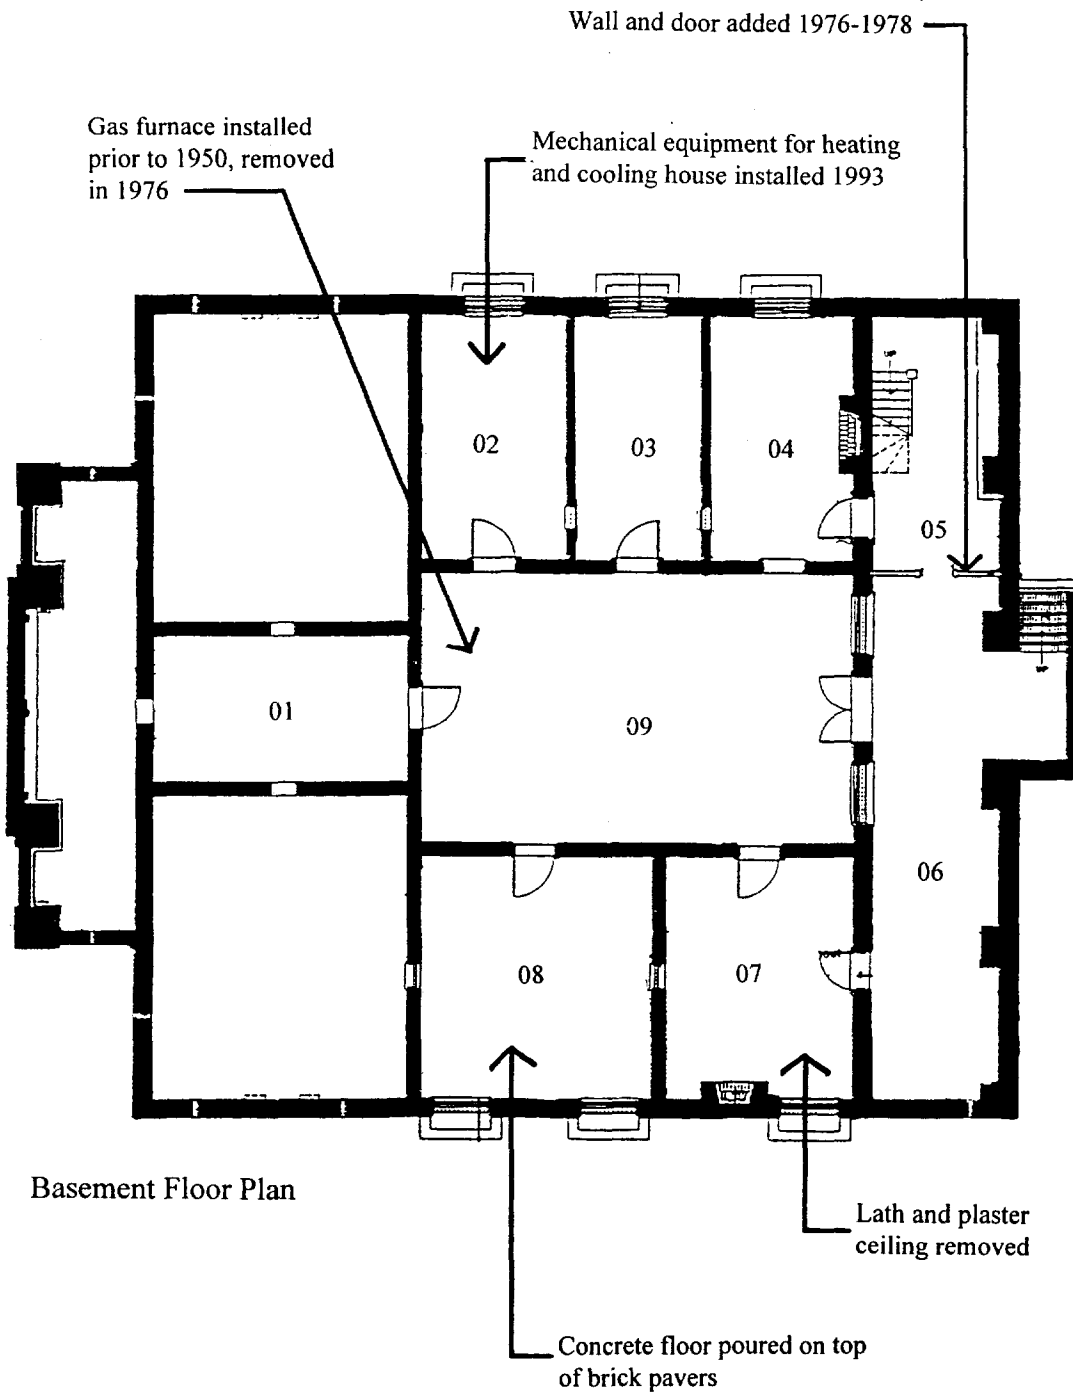 Wall and door added 1976-1978
Gas furnace installed
prior to 1950, removed
in 1976
Mechanical equipment for heating
and cooling house installed 1993
UP
02
03
04
05
UP
01
09
06
08
07
Basement Floor Plan
Lath and plaster
ceiling removed
Concrete floor poured on top
of brick pavers